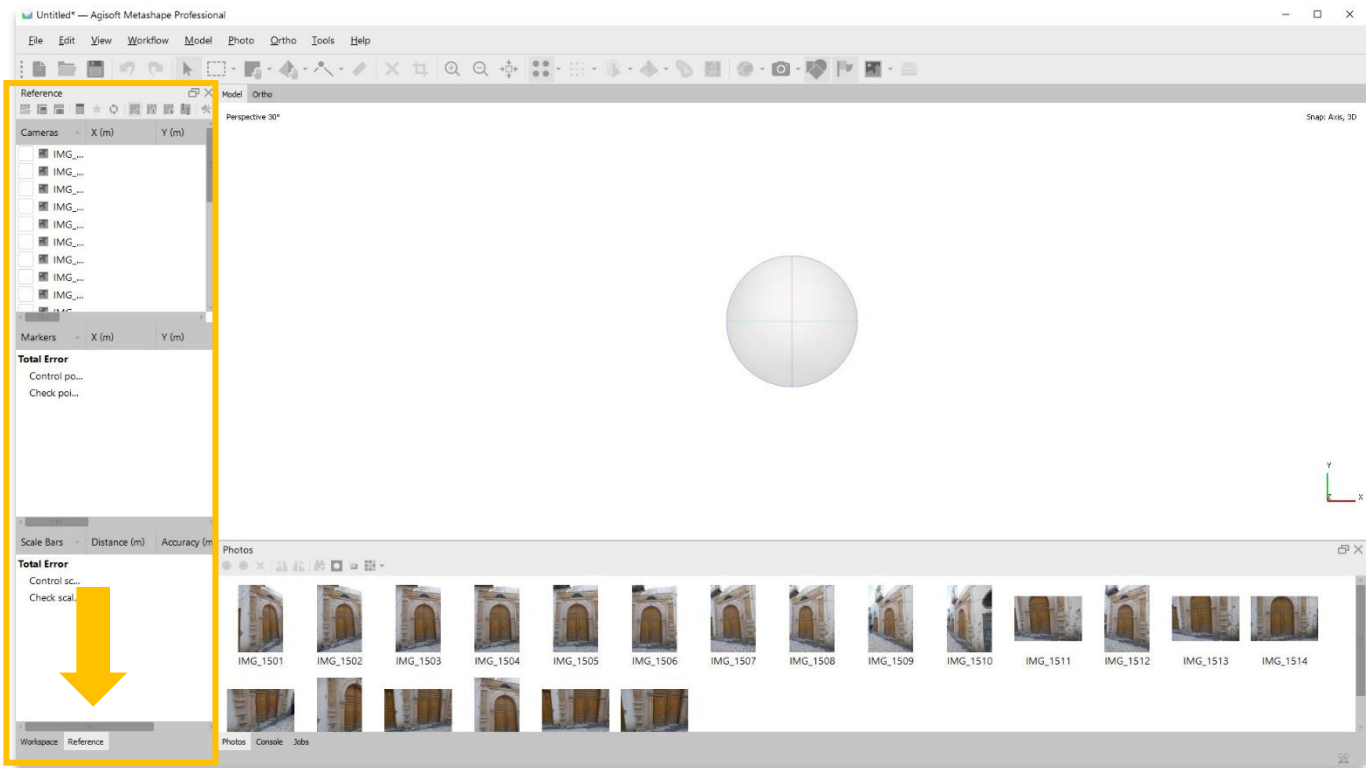 Untitled* — Agisoft Metashape Professional
File Edit View Workflow Model Photo Ortho Tools Help
Reference
Model Ortho
Cameras X (m) Y (m)
Perspective 30°
Snap: Axis, 3D
IMG_...
IMG_...
IMG_...
IMG_...
IMG_...
IMG_...
IMG_...
IMG_...
IMG_...
Markers X (m) Y (m)
Total Error
Control po...
Check poi...
Y
Z X
Scale Bars Distance (m) Accuracy (m
Total Error
Control sc...
Check scal...
Workspace Reference
Photos
IMG_1501 IMG_1502 IMG_1503 IMG_1504 IMG_1505 IMG_1506 IMG_1507 IMG_1508 IMG_1509 IMG_1510 IMG_1511 IMG_1512 IMG_1513 IMG_1514
Photos Console Jobs